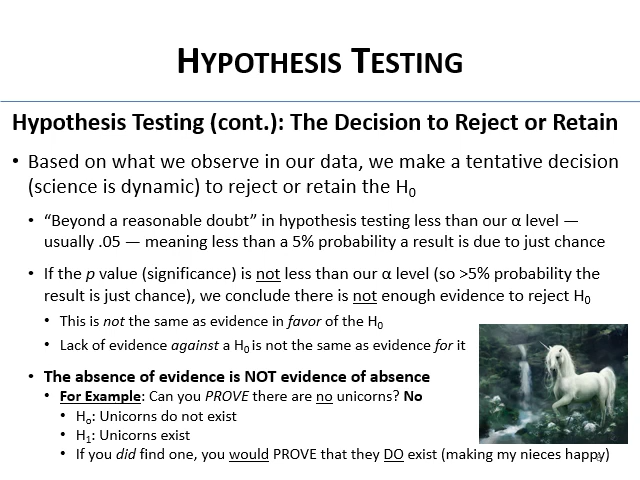 HYPOTHESIS TESTING
Hypothesis Testing (cont.): The Decision to Reject or Retain
• Based on what we observe in our data, we make a tentative decision
(science is dynamic) to reject or retain the H0
• “Beyond a reasonable doubt” in hypothesis testing less than our α level —
usually .05 — meaning less than a 5% probability a result is due to just chance
• If the p value (significance) is not less than our α level (so >5% probability the
result is just chance), we conclude there is not enough evidence to reject H0
• This is not the same as evidence in favor of the H0
• Lack of evidence against a H0 is not the same as evidence for it
• The absence of evidence is NOT evidence of absence
• For Example: Can you PROVE there are no unicorns? No
• Ho: Unicorns do not exist
• H1: Unicorns exist
• If you did find one, you would PROVE that they DO exist (making my nieces happy)